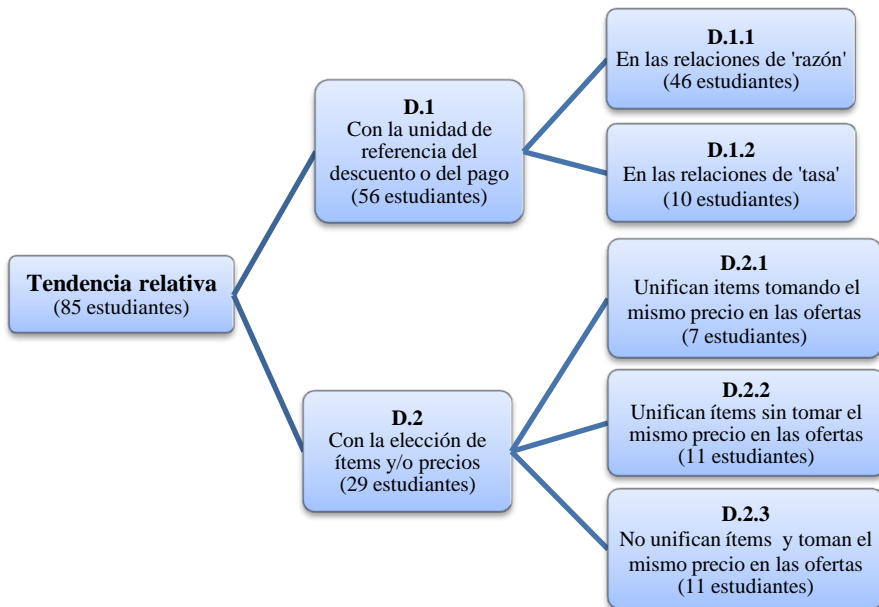 Tendencia relativa
(85 estudiantes)
D.1
Con la unidad de
referencia del
descuento o del pago
(56 estudiantes)
D.1.1
En las relaciones de 'razón'
(46 estudiantes)
D.1.2
En las relaciones de 'tasa'
(10 estudiantes)
D.2
Con la elección de
ítems y/o precios
(29 estudiantes)
D.2.1
Unifican items tomando el
mismo precio en las ofertas
(7 estudiantes)
D.2.2
Unifican ítems sin tomar el
mismo precio en las ofertas
(11 estudiantes)
D.2.3
No unifican ítems y toman el
mismo precio en las ofertas
(11 estudiantes)